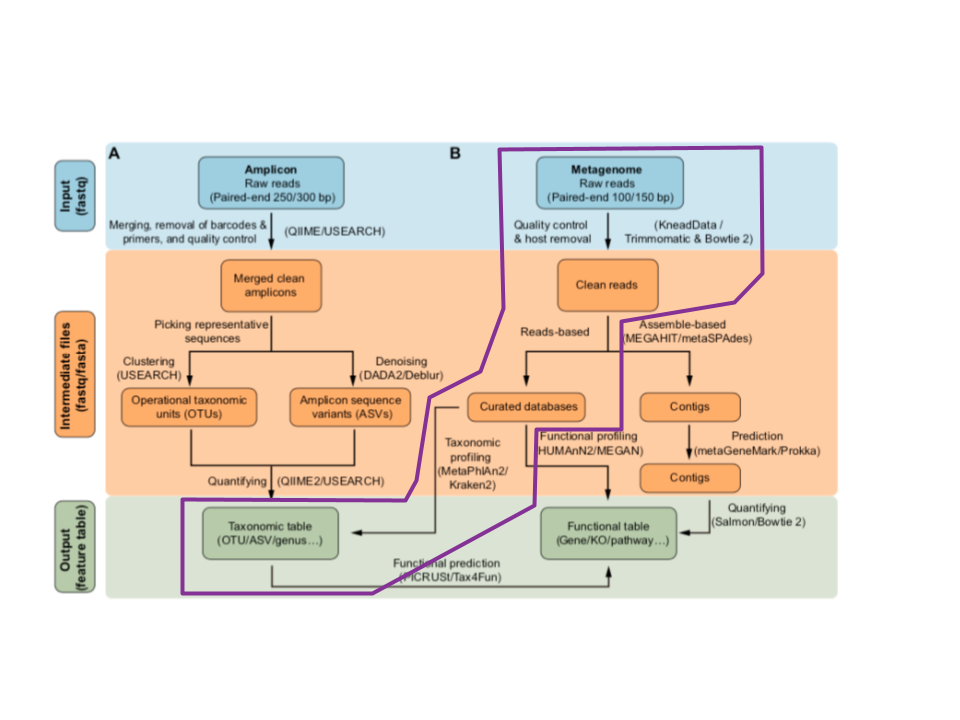 A
B
Input
(fastq)
Amplicon
Raw reads
(Paired-end 250/300 bp)
Metagenome
Raw reads
(Paired-end 100/150 bp)
Merging, removal of barcodes &
primers, and quality control
(QIIME/USEARCH)
Quality control
& host removal
(KneadData /
Trimmomatic & Bowtie 2)
Intermediate files
(fastq/fasta)
Merged clean
amplicons
Clean reads
Picking representative
sequences
Reads-based
Assemble-based
(MEGAHIT/metaSPAdes)
Clustering
(USEARCH)
Denoising
(DADA2/Deblur)
Operational taxonomic
units (OTUs)
Amplicon sequence
variants (ASVs)
Curated databases
Contigs
Taxonomic
profiling
(MetaPhlAn2/
Kraken2)
Functional profiling
HUMAnN2/MEGAN)
Prediction
(metaGeneMark/Prokka)
Contigs
Quantifying
(QIIME2/USEARCH)
Output
(feature table)
Taxonomic table
(OTU/ASV/genus...)
Functional table
(Gene/KO/pathway...)
Quantifying
(Salmon/Bowtie 2)
Functional prediction
(PICRUSt/Tax4Fun)